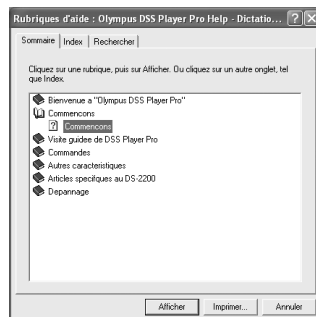 Rubriques d'aide : Olympus DSS Player Pro Help - Dictatio...
Sommaire Index Rechercher
Cliquez sur une rubrique, puis sur Afficher. Ou cliquez sur un autre onglet, tel
que Index.
Bienvenue a "Olympus DSS Player Pro"
Commencons
Commencons
Visite guidee de DSS Player Pro
Commandes
Autres caracteristiques
Articles specifques au DS-2200
Depannage
Afficher Imprimer... Annuler